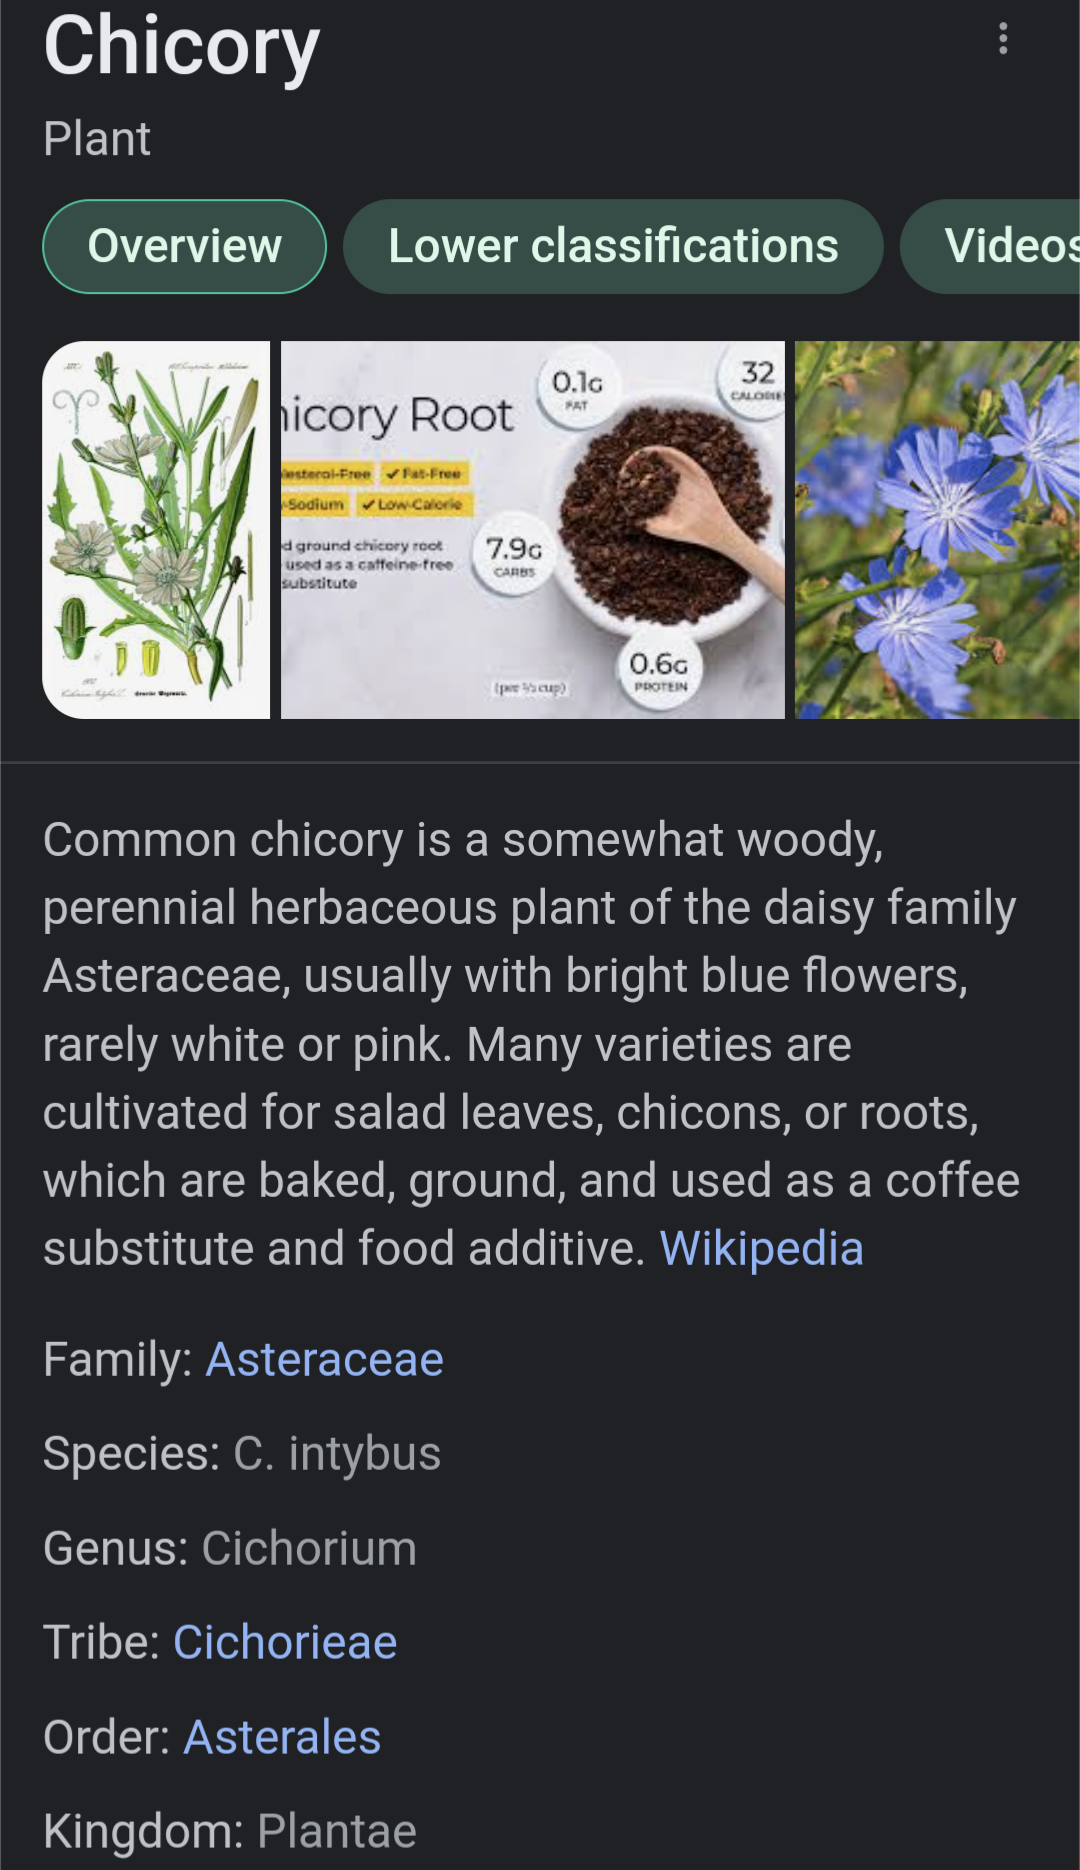 Chicory
Plant
Overview
Lower classifications
Videos
hicory Root
lesterol-Free
✓ Fat-Free
-Sodium
✓ Low-Calorie
d ground chicory root
used as a caffeine-free
substitute
0.1G
FAT
32
CALORIE
7.9G
CARBS
0.6G
PROTEIN
(per ½ cup)
Common chicory is a somewhat woody,
perennial herbaceous plant of the daisy family
Asteraceae, usually with bright blue flowers,
rarely white or pink. Many varieties are
cultivated for salad leaves, chicons, or roots,
which are baked, ground, and used as a coffee
substitute and food additive. Wikipedia
Family: Asteraceae
Species: C. intybus
Genus: Cichorium
Tribe: Cichorieae
Order: Asterales
Kingdom: Plantae